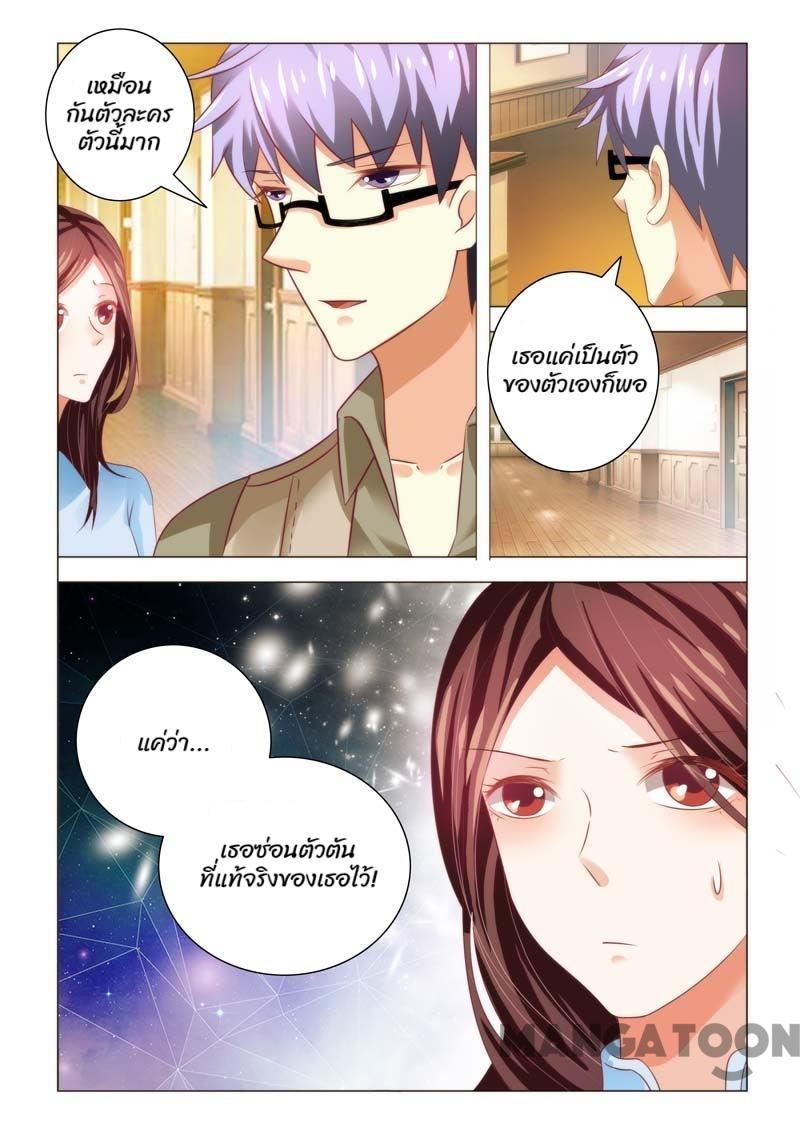 เหมือน
กันตัวละคร
ตัวนี้มาก
เธอแค่เป็นตัว
ของตัวเองก็พอ
แค่ว่า...
เธอซ่อนตัวตัน
ที่แท้จริงของเธอไว้!
MANGATOON